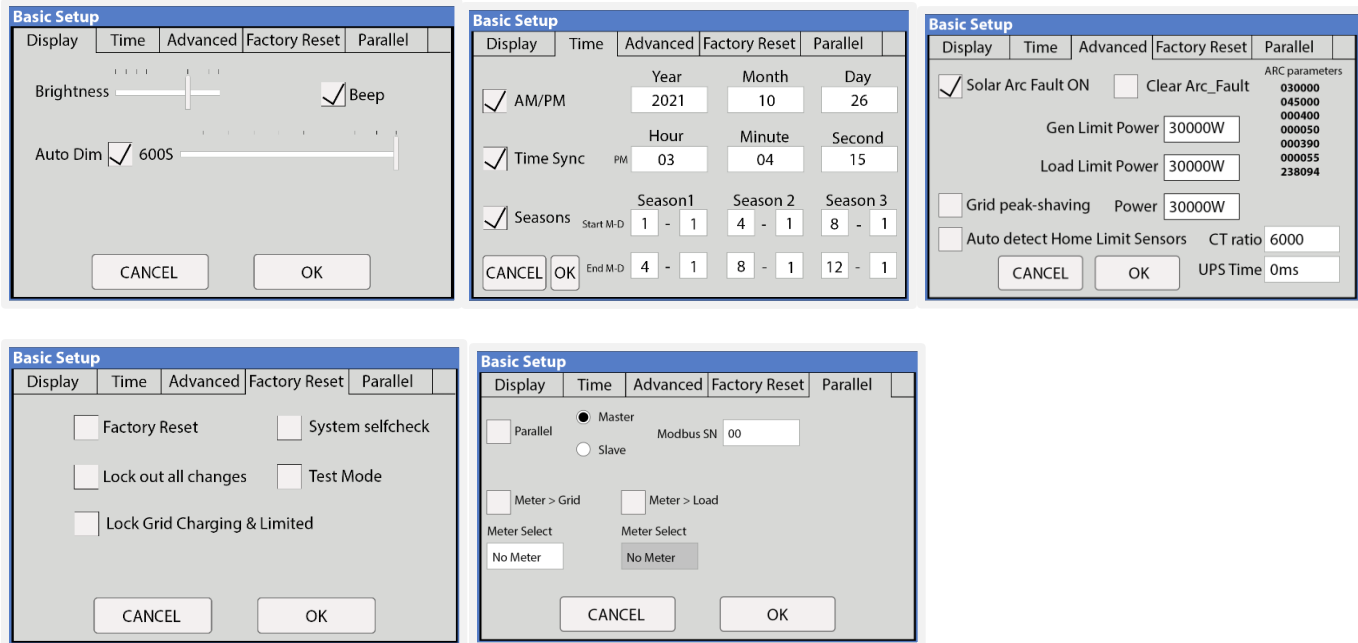 Basic Setup
Display Time Advanced Factory Reset Parallel
Brightness Beep
Auto Dim 600S
CANCEL OK
Basic Setup
Display Time Advanced Factory Reset Parallel
Year Month Day
AM/PM 2021 10 26
Hour Minute Second
Time Sync PM 03 04 15
Season1 Season 2 Season 3
Seasons Start M-D 1 - 1 4 - 1 8 - 1
CANCEL OK End M-D 4 - 1 8 - 1 12 - 1
Basic Setup
Display Time Advanced Factory Reset Parallel
ARC parameters
Solar Arc Fault ON Clear Arc_Fault 030000
045000
000400
Gen Limit Power 30000W 000050
000390
Load Limit Power 30000W 000055
238094
Grid peak-shaving Power 30000W
Auto detect Home Limit Sensors CT ratio 6000
CANCEL OK UPS Time 0ms
Basic Setup
Display Time Advanced Factory Reset Parallel
Factory Reset System selfcheck
Lock out all changes Test Mode
Lock Grid Charging & Limited
CANCEL OK
Basic Setup
Display Time Advanced Factory Reset Parallel
Master
Parallel Modbus SN 00
Slave
Meter > Grid Meter > Load
Meter Select Meter Select
No Meter No Meter
CANCEL OK